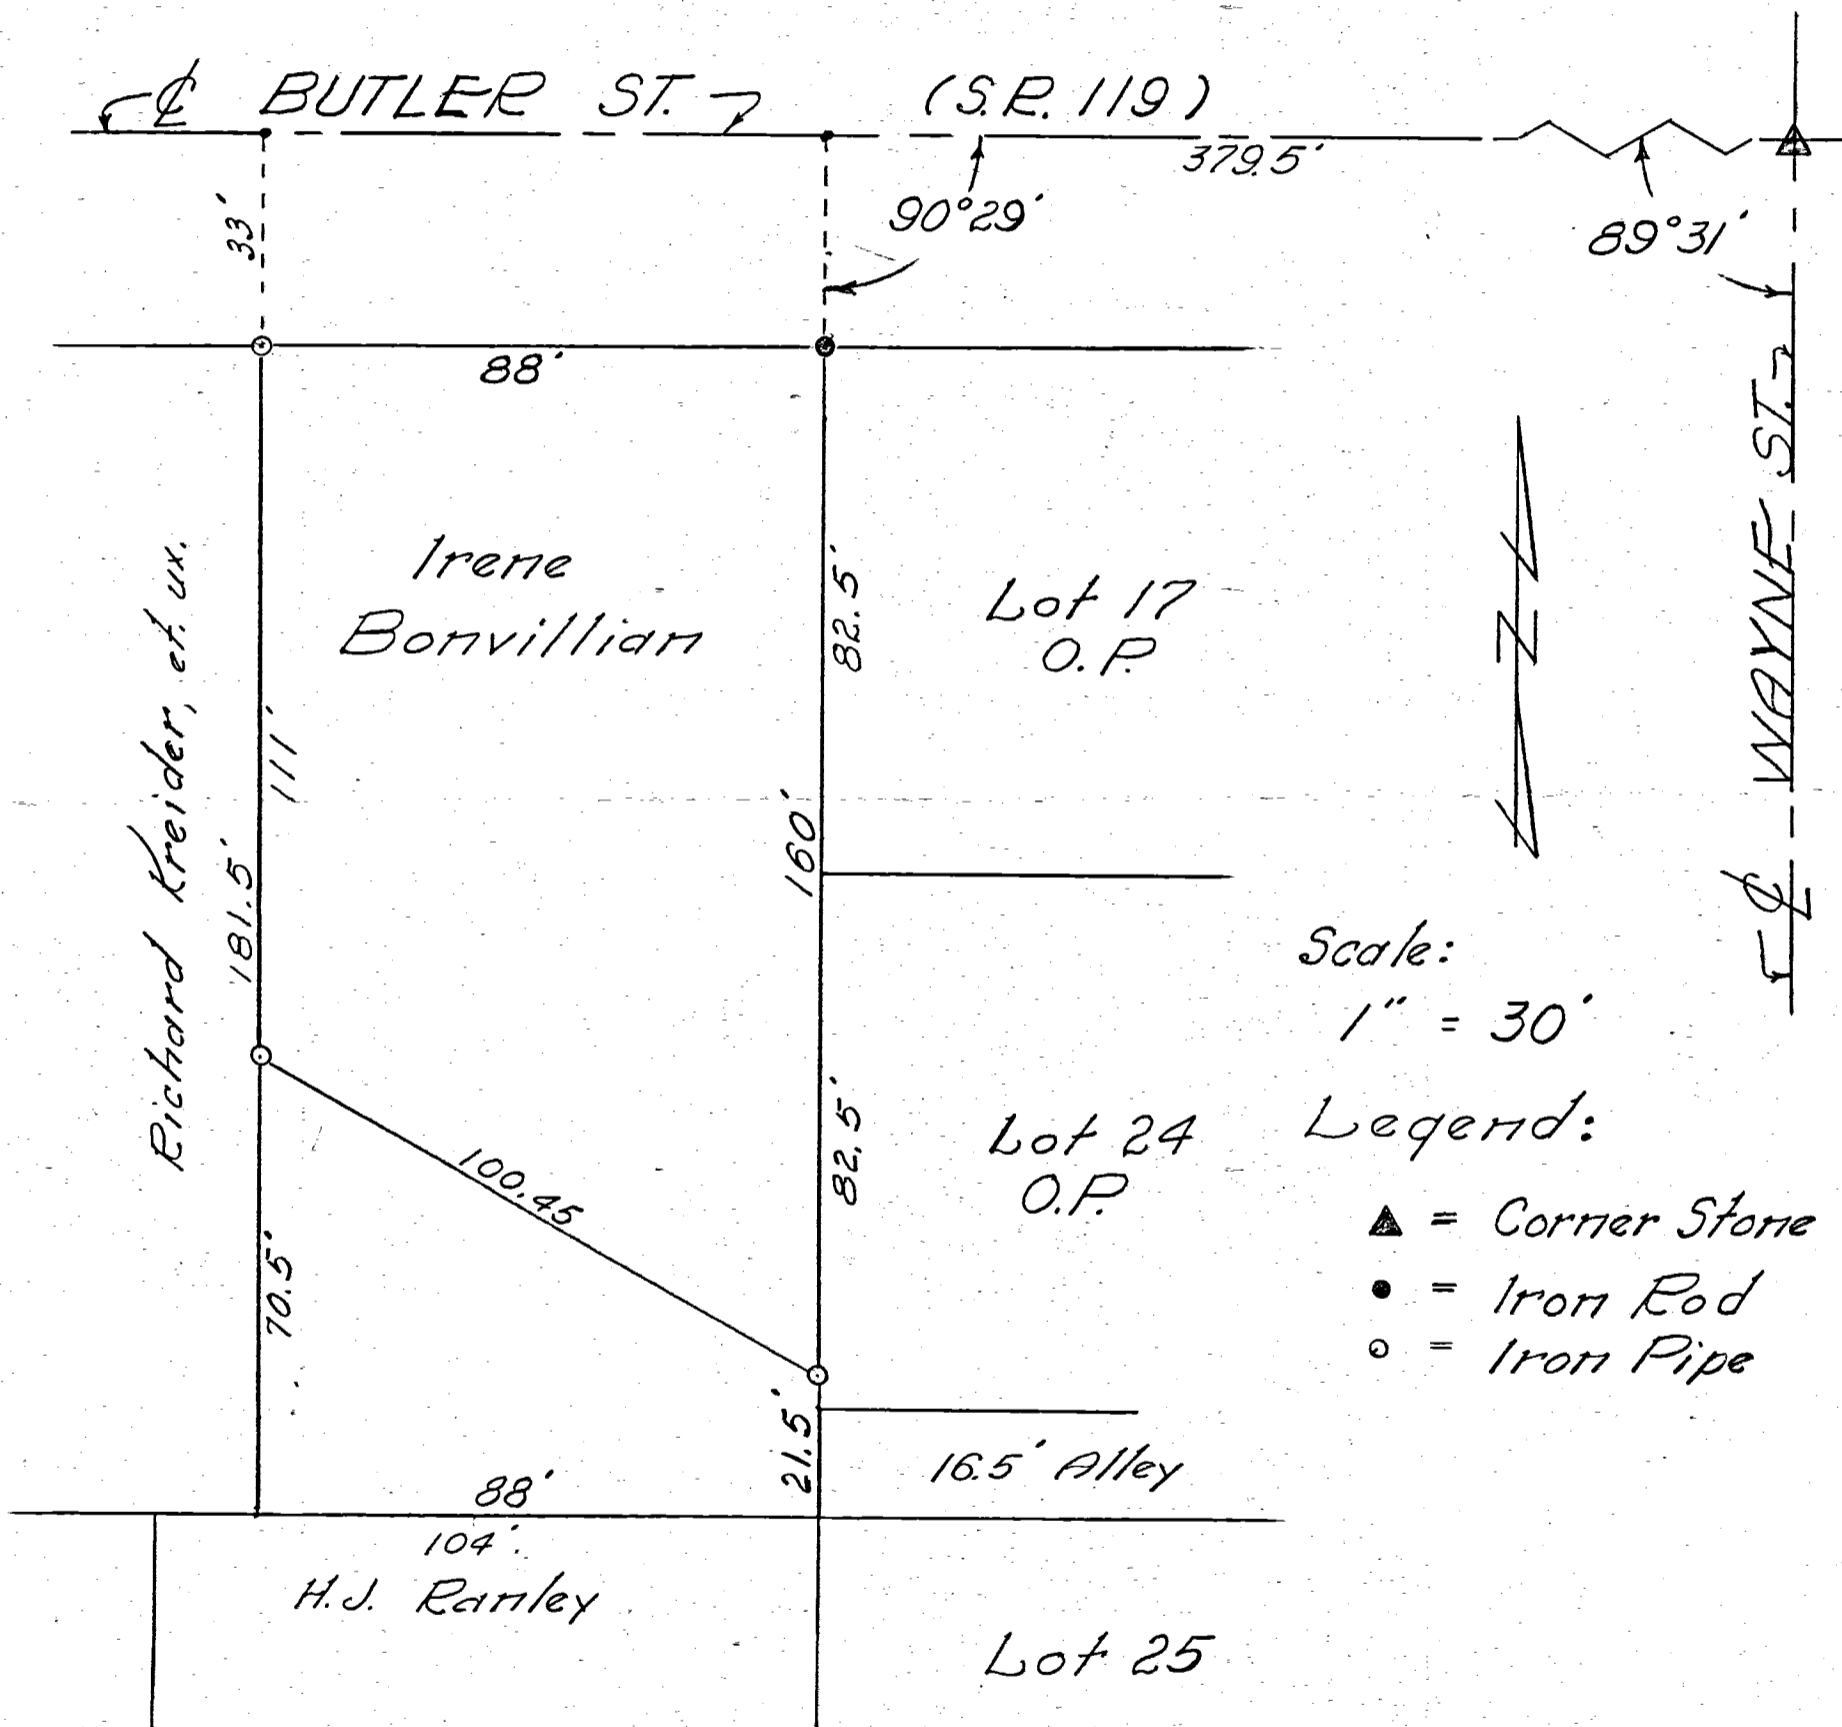 ℄ BUTLER ST. (S.R. 119)
379.5'
33'
90°29'
89°31'
88'
℄ WAYNE ST.
Irene
Bonvillian
82.5'
Lot 17
O.P.
N
Richard Kreider, et. ux.
111'
181.5'
160'
Scale:
1" = 30'
100.45
82.5'
Lot 24
O.P.
Legend:
▲ = Corner Stone
● = Iron Rod
○ = Iron Pipe
70.5'
21.5'
16.5' Alley
88'
104'
H.J. Ranley
Lot 25